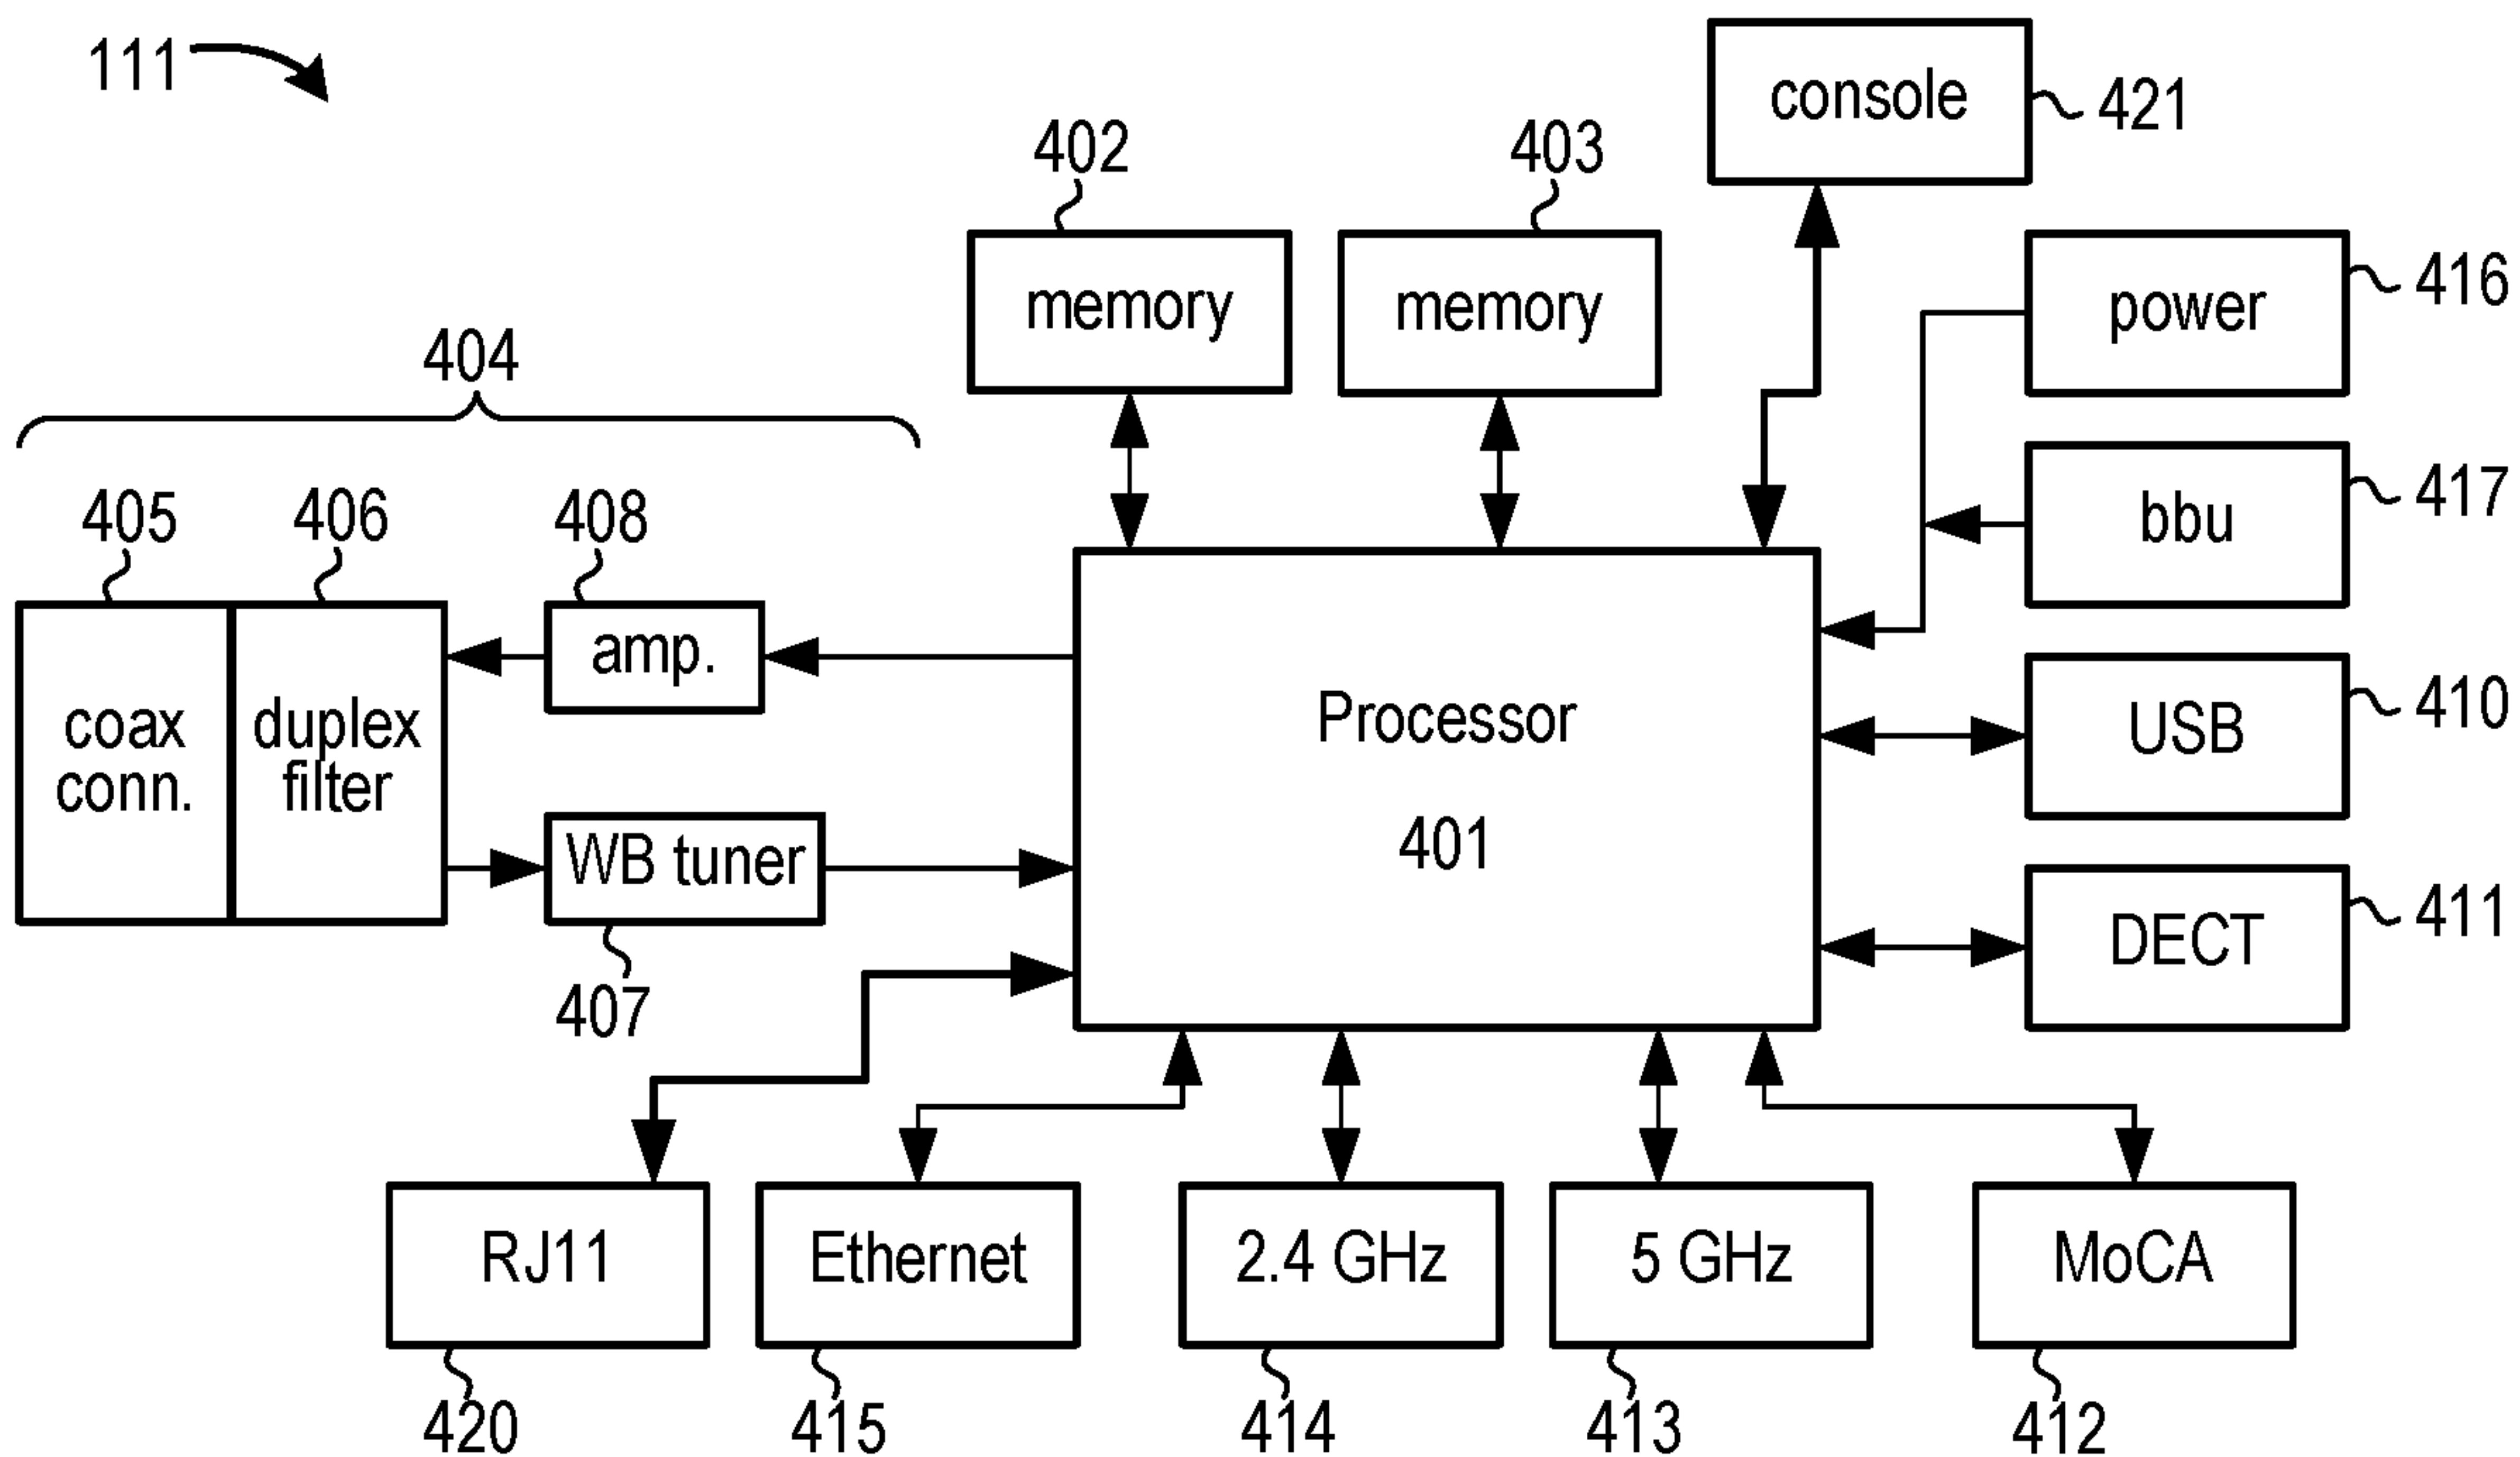 111
console
421
402
403
memory
memory
power
416
404
bbu
417
405
406
408
amp.
coax
conn.
duplex
filter
Processor
401
USB
410
WB tuner
407
DECT
411
RJ11
Ethernet
2.4 GHz
5 GHz
MoCA
420
415
414
413
412